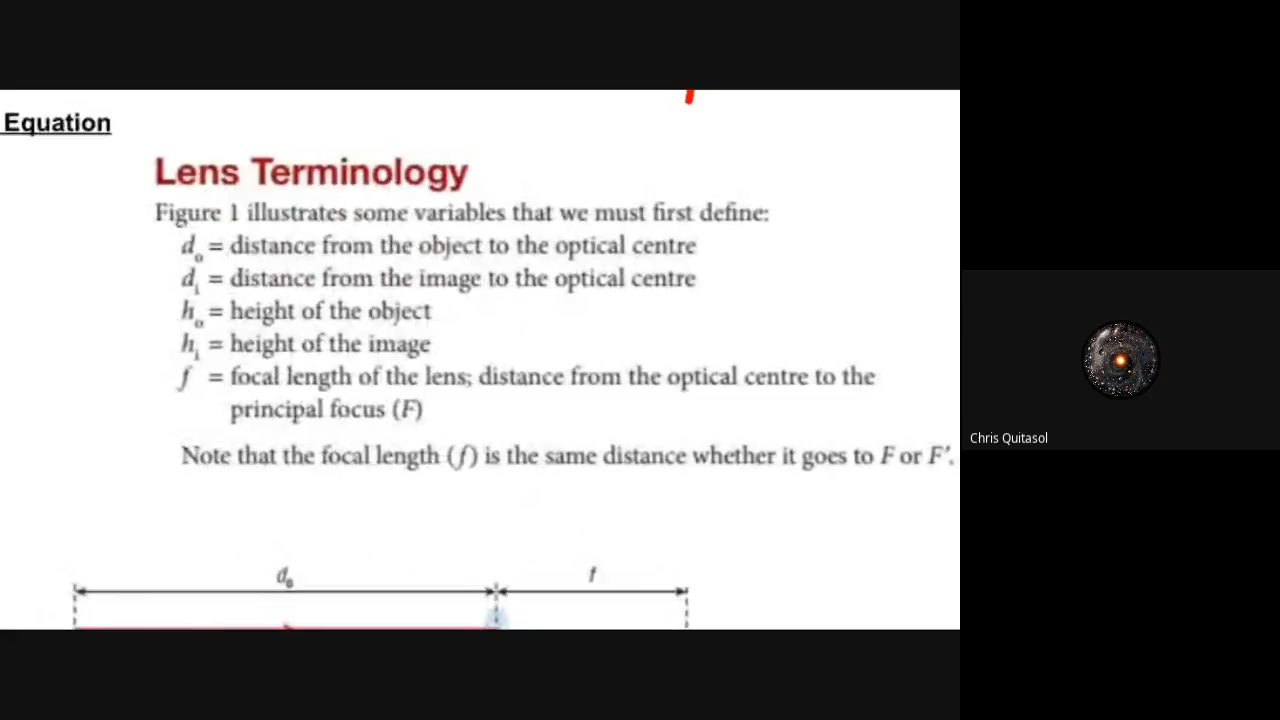 Equation
Lens Terminology
Figure 1 illustrates some variables that we must first define:
dₒ = distance from the object to the optical centre
dᵢ = distance from the image to the optical centre
hₒ = height of the object
hᵢ = height of the image
f = focal length of the lens; distance from the optical centre to the
principal focus (F)
Note that the focal length (f) is the same distance whether it goes to F or F′.
dₒ f
Chris Quitasol